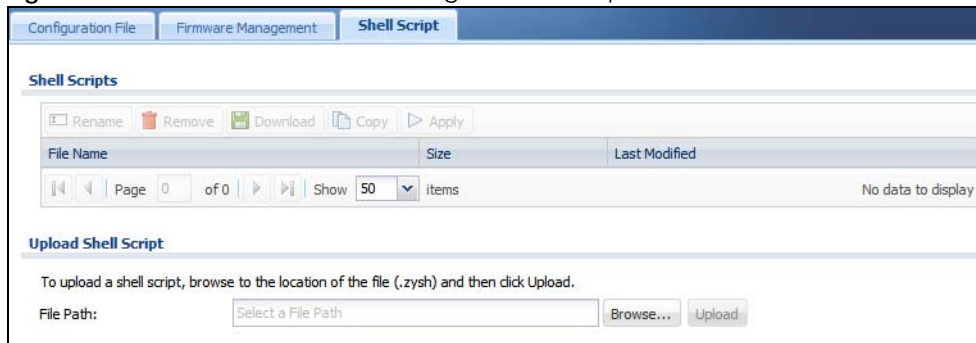 Configuration File Firmware Management Shell Script
Shell Scripts
Rename Remove Download Copy Apply
File Name Size Last Modified
Page 0 of 0 Show 50 items No data to display
Upload Shell Script
To upload a shell script, browse to the location of the file (.zysh) and then click Upload.
File Path: Select a File Path Browse... Upload